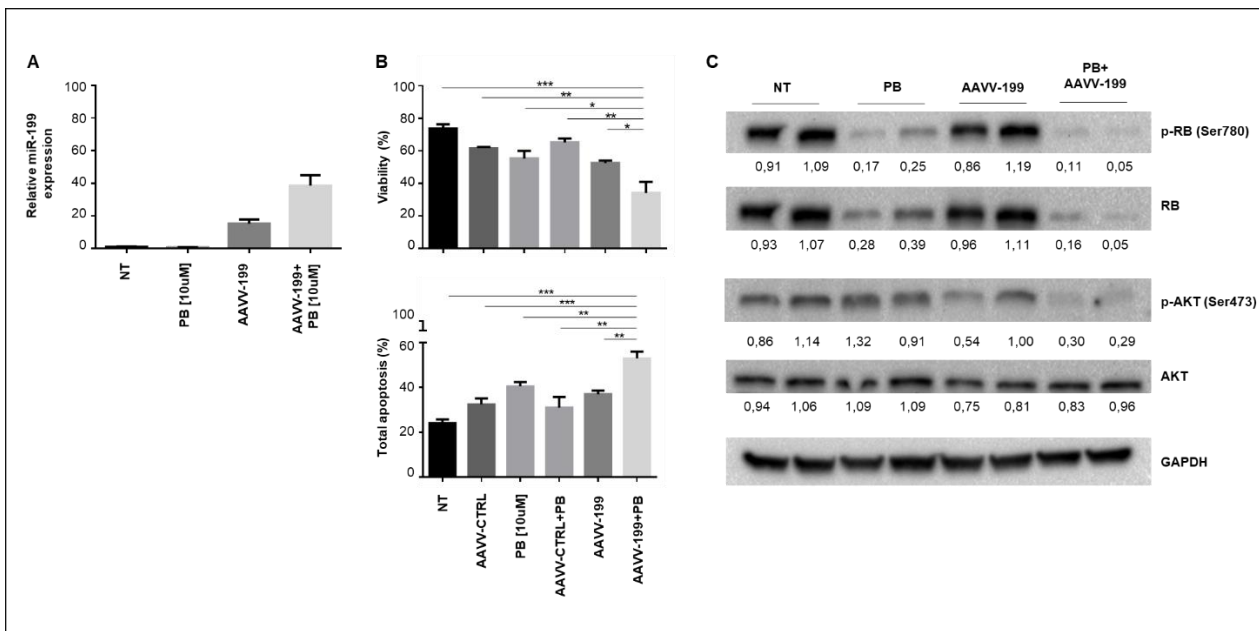 A
Relative miR-199
expression
100
80
60
40
20
0
NT
PB [10uM]
AAVV-199
AAVV-199+
PB [10uM]
B
Viability (%)
100
80
60
40
20
0
***
**
*
**
*
Total apoptosis (%)
100
60
40
20
0
***
***
**
**
**
NT
AAVV-CTRL
PB [10uM]
AAVV-CTRL+PB
AAVV-199
AAVV-199+PB
C
NT PB AAVV-199 PB+
AAVV-199
p-RB (Ser780)
0,91 1,09 0,17 0,25 0,86 1,19 0,11 0,05
RB
0,93 1,07 0,28 0,39 0,96 1,11 0,16 0,05
p-AKT (Ser473)
0,86 1,14 1,32 0,91 0,54 1,00 0,30 0,29
AKT
0,94 1,06 1,09 1,09 0,75 0,81 0,83 0,96
GAPDH